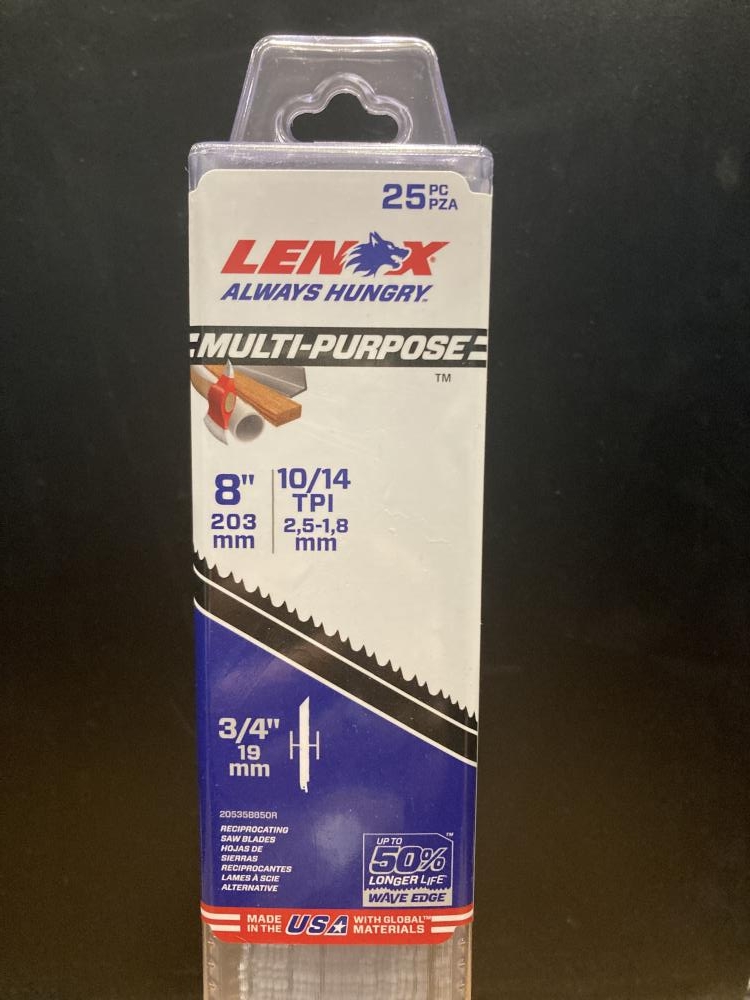 25 PC
PZA
LENOX
ALWAYS HUNGRY™
MULTI-PURPOSE
TM
8"
203
mm
10/14
TPI
2,5-1,8
mm
3/4"
19
mm
20535B850R
RECIPROCATING
SAW BLADES
HOJAS DE
SIERRAS
RECIPROCANTES
LAMES À SCIE
ALTERNATIVE
UP TO
50%
LONGER LIFE
WAVE EDGE™
MADE
IN THE
USA
WITH GLOBAL
MATERIALS